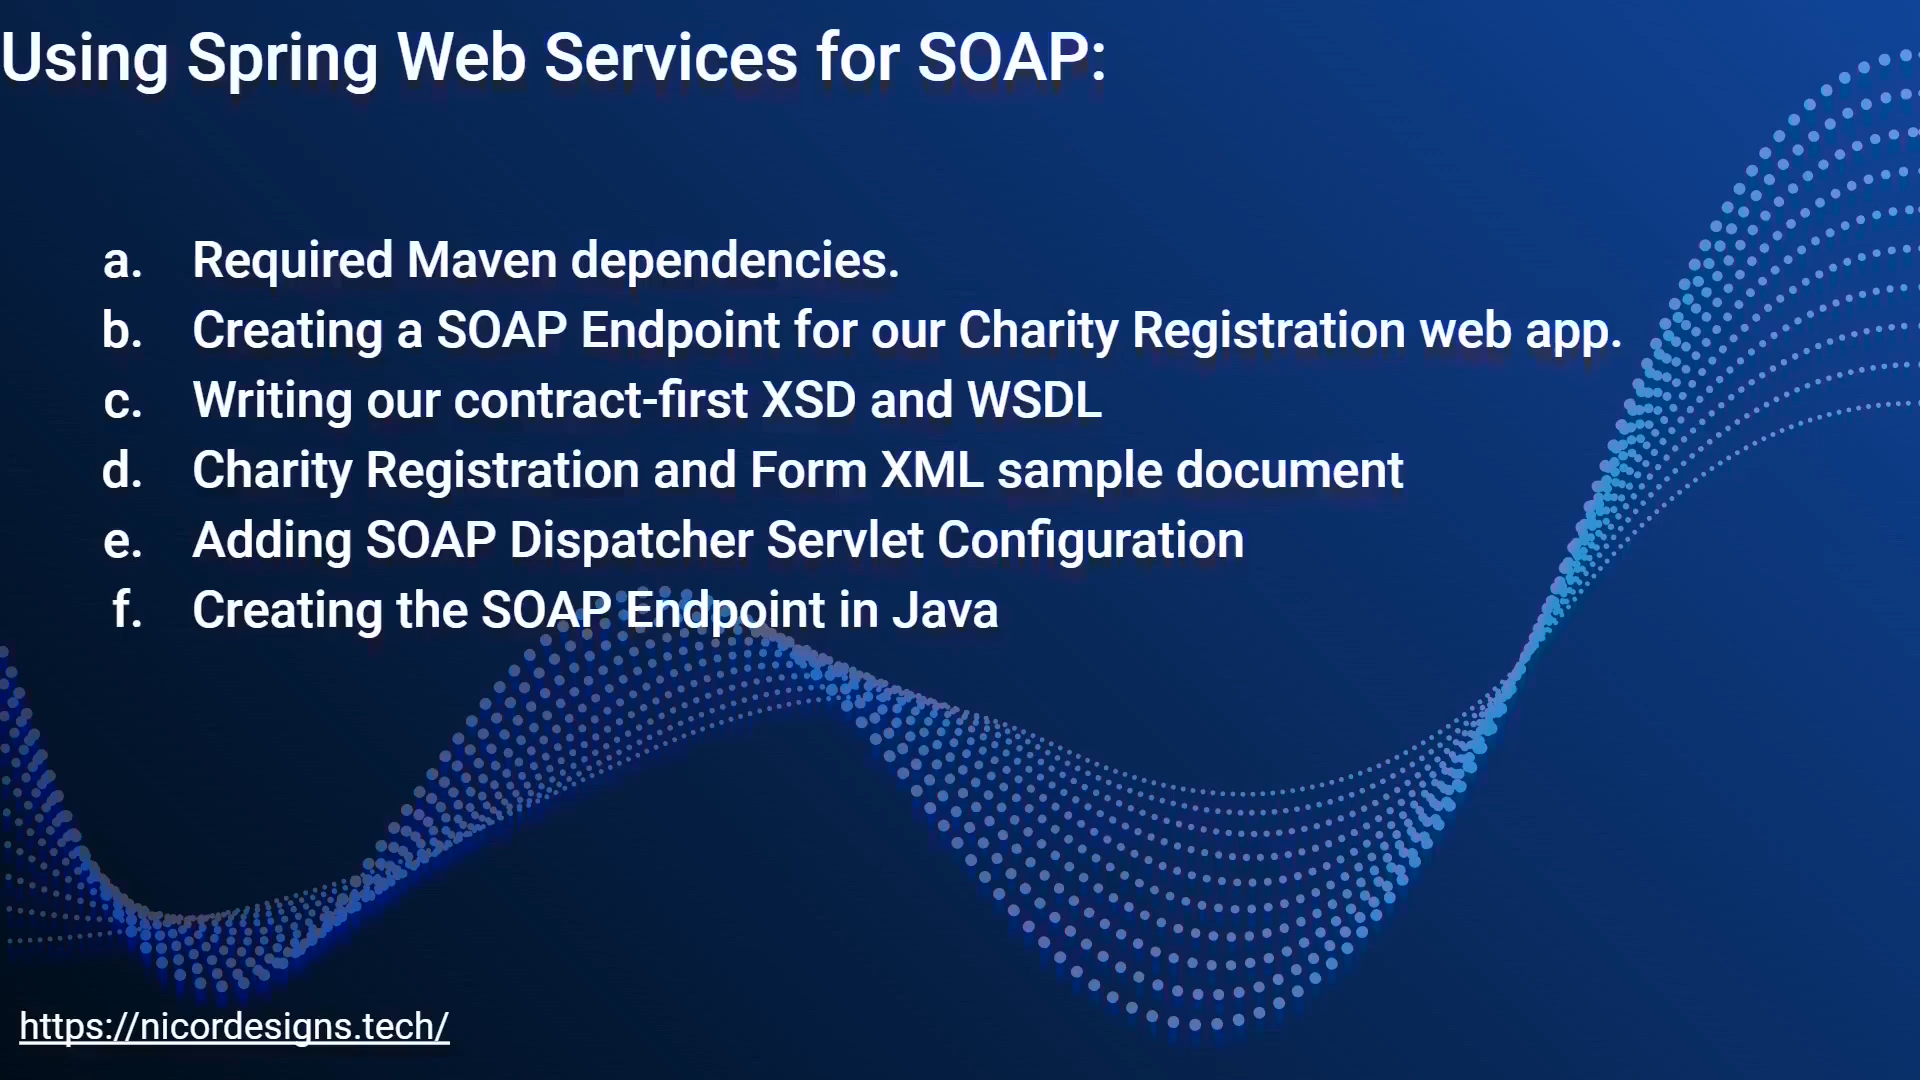 Using Spring Web Services for SOAP:
a. Required Maven dependencies.
b. Creating a SOAP Endpoint for our Charity Registration web app.
c. Writing our contract-first XSD and WSDL
d. Charity Registration and Form XML sample document
e. Adding SOAP Dispatcher Servlet Configuration
f. Creating the SOAP Endpoint in Java
https://nicordesigns.tech/